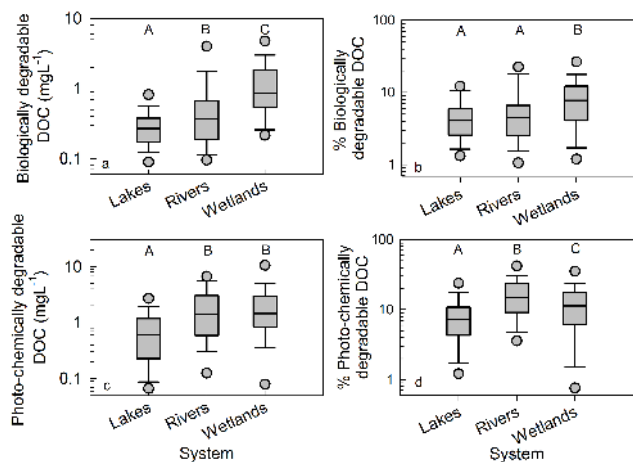 A B C
10
1
0.1
Biologically degradable
DOC (mgL⁻¹)
a
Lakes Rivers Wetlands
A A B
100
10
1
% Biologically
degradable DOC
b
Lakes Rivers Wetlands
A B B
10
1
0.1
Photo-chemically degradable
DOC (mgL⁻¹)
c
Lakes Rivers Wetlands
System
A B C
100
10
1
% Photo-chemically
degradable DOC
d
Lakes Rivers Wetlands
System